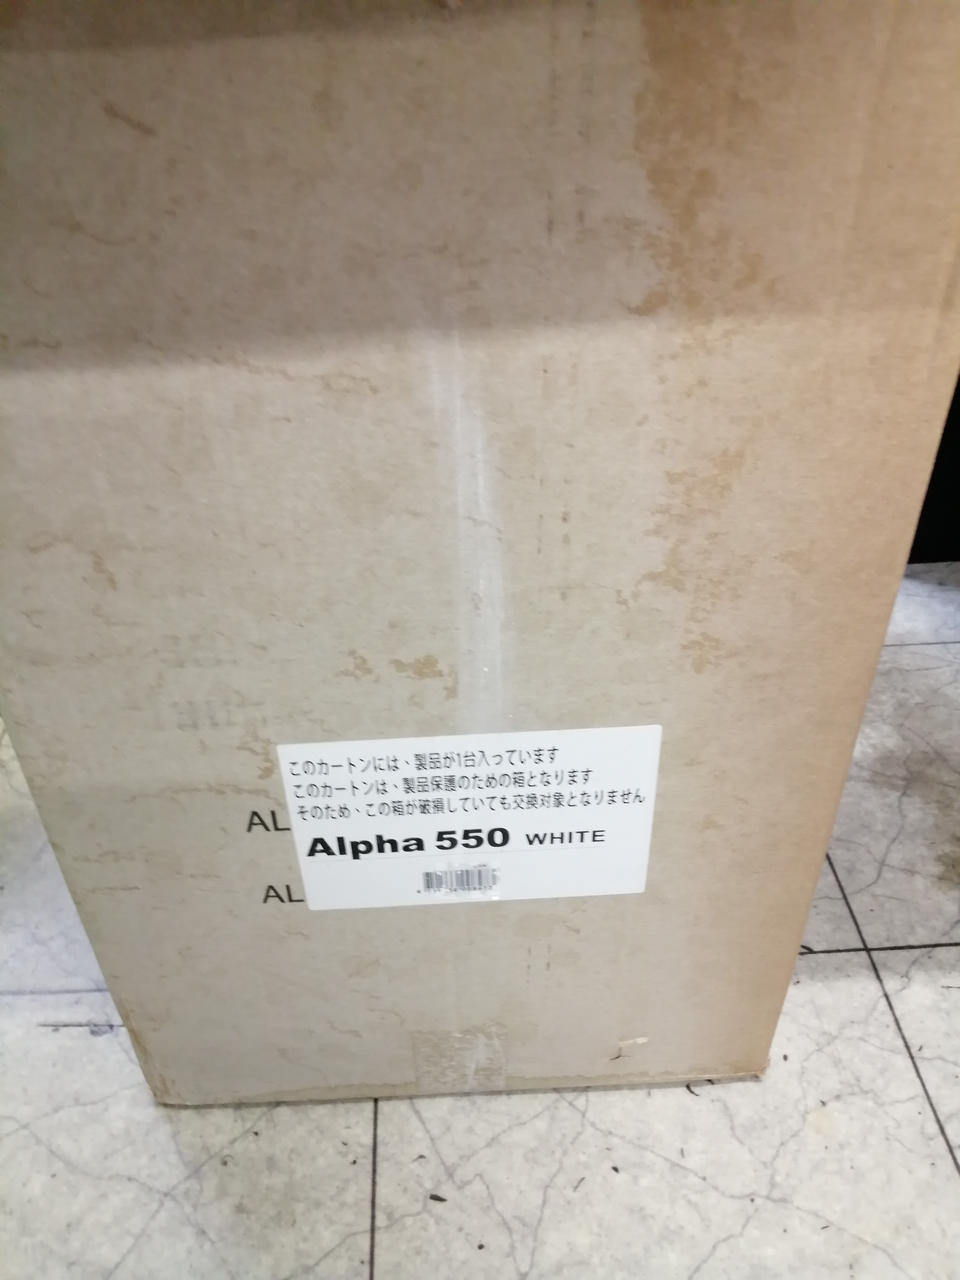 このカートンには、製品が1台入っています
このカートンは、製品保護のための箱となります
そのため、この箱が破損していても交換対象となりません
AL
Alpha 550 WHITE
AL